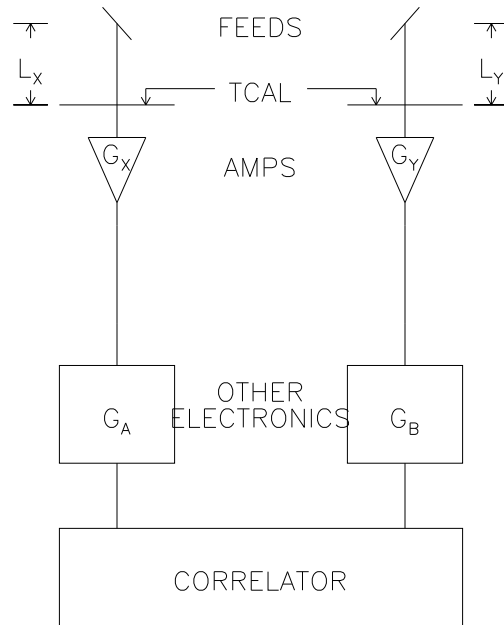 FEEDS
L_X
L_Y
TCAL
G_X
G_Y
AMPS
OTHER
ELECTRONICS
G_A
G_B
CORRELATOR